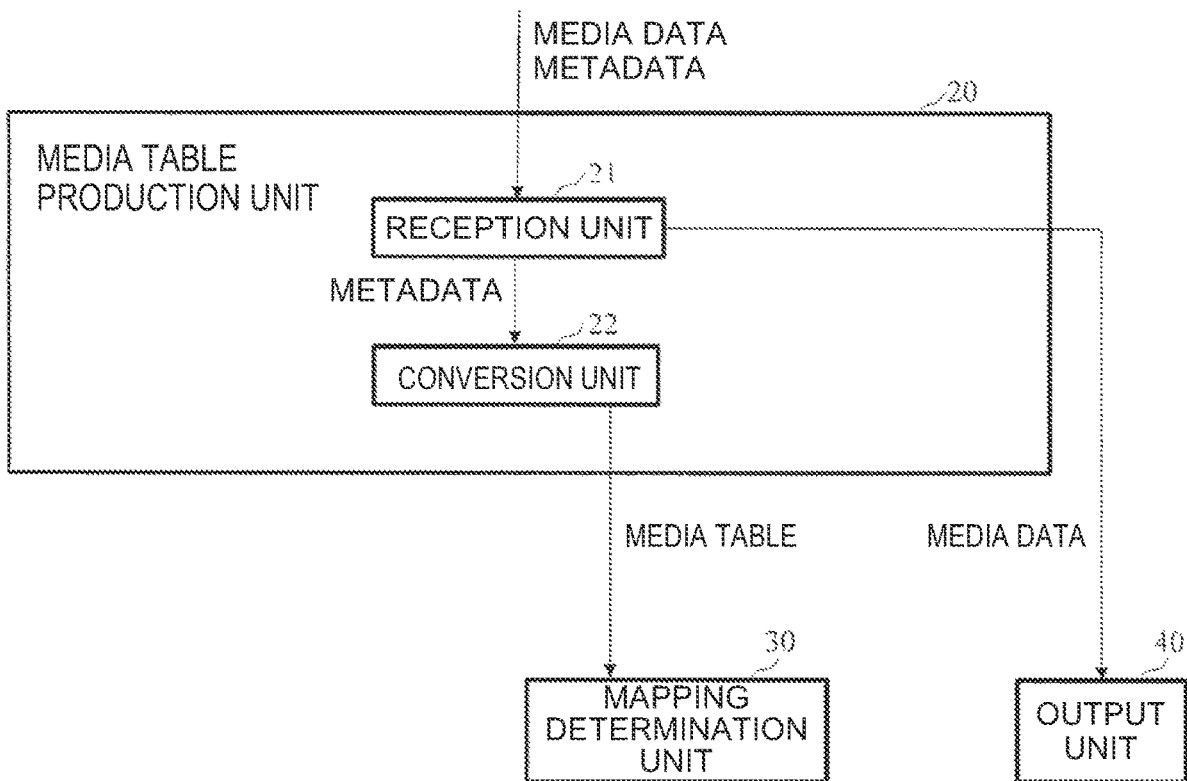 MEDIA DATA
METADATA
20
MEDIA TABLE
PRODUCTION UNIT
21
RECEPTION UNIT
METADATA
22
CONVERSION UNIT
MEDIA TABLE
MEDIA DATA
30
MAPPING
DETERMINATION
UNIT
40
OUTPUT
UNIT